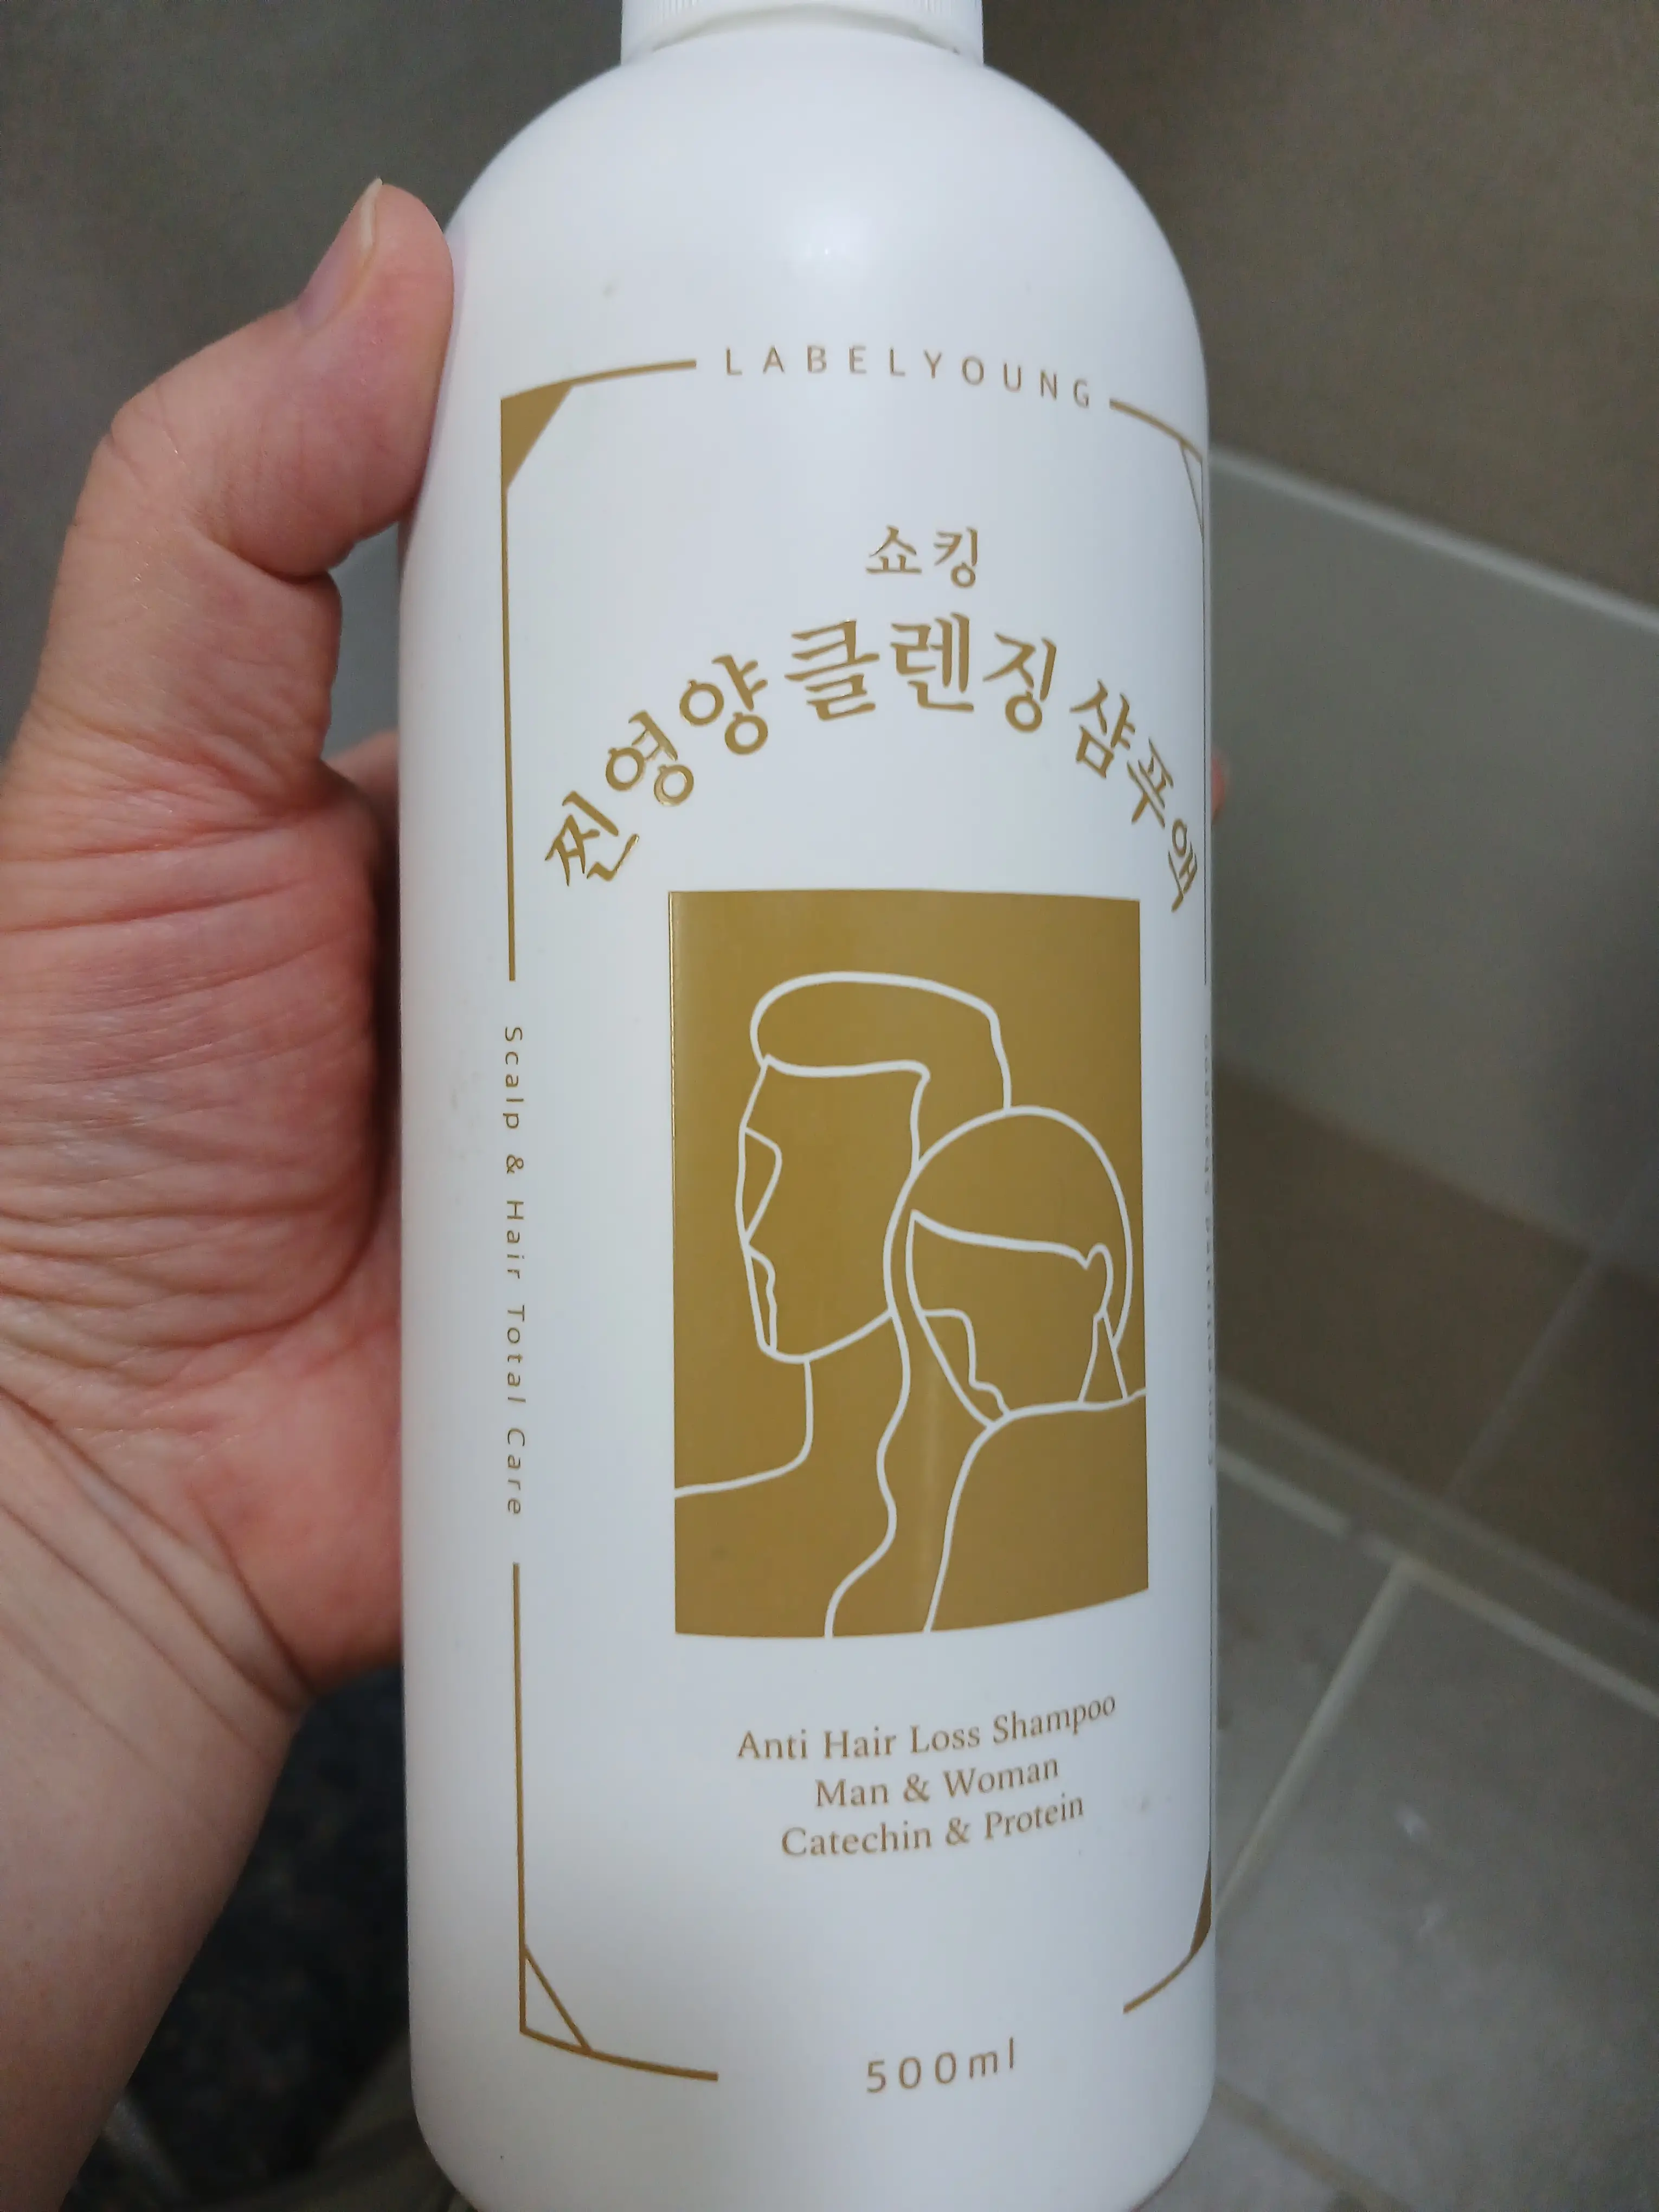 LABELYOUNG
쇼킹
찐영양클렌징 샴푸액
Scalp & Hair Total Care
Anti Hair Loss Shampoo
Man & Woman
Catechin & Protein
500ml